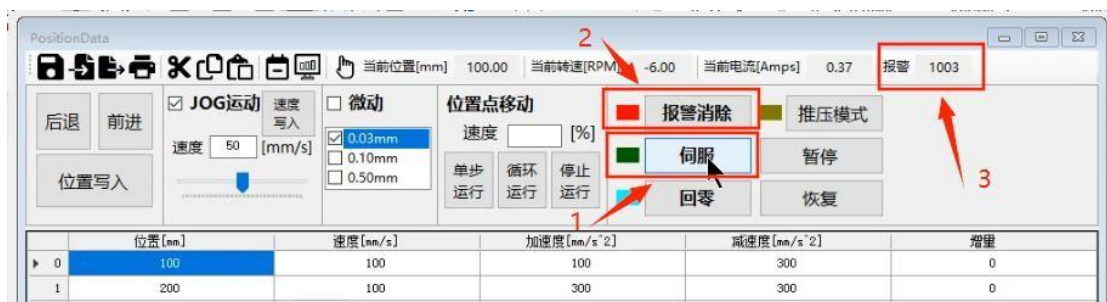 PositionData
2
当前位置[mm] 100.00 当前转速[RPM] -6.00 当前电流[Amps] 0.37 报警 1003
后退 前进
位置写入
JOG运动 速度写入
速度 50 [mm/s]
微动
0.03mm
0.10mm
0.50mm
位置点移动
速度 [%]
单步运行 循环运行 停止运行
报警消除 推压模式
伺服 暂停
回零 恢复
1
3
位置[mm] 速度[mm/s] 加速度[mm/s^2] 减速度[mm/s^2] 增量
0 100 100 100 300 0
1 200 100 300 300 0